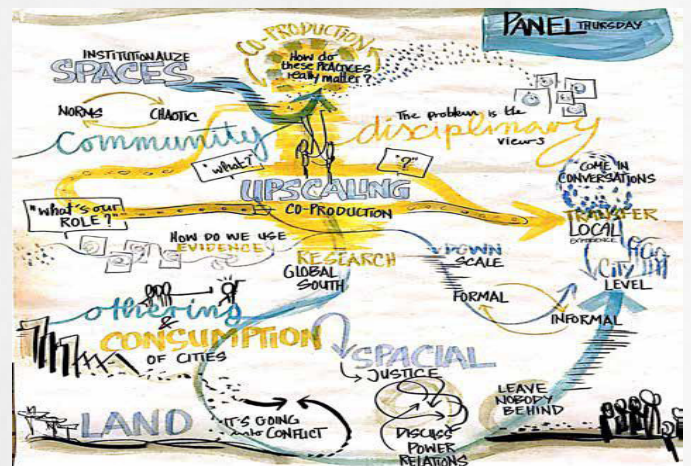 PANEL THURSDAY
CO-PRODUCTION
How do
these PRACTICES
really matter?
INSTITUTIONALIZE
SPACES
NORMS
CHAOTIC
community
The problem is the
disciplinary
views
"what?"
"?"
COME IN
CONVERSATIONS
UPSCALING
CO-PRODUCTION
"what's our
ROLE?"
TRANSFER
LOCAL
EXPERIENCE
HOW DO WE USE
EVIDENCE?
RESEARCH
GLOBAL
SOUTH
DOWN
SCALE
CITY
LEVEL
FORMAL
INFORMAL
othering
&
CONSUMPTION
OF CITIES
SPACIAL
JUSTICE
LEAVE
NOBODY
BEHIND
LAND
IT'S GOING
into CONFLICT
DISCUSS
POWER
RELATIONS